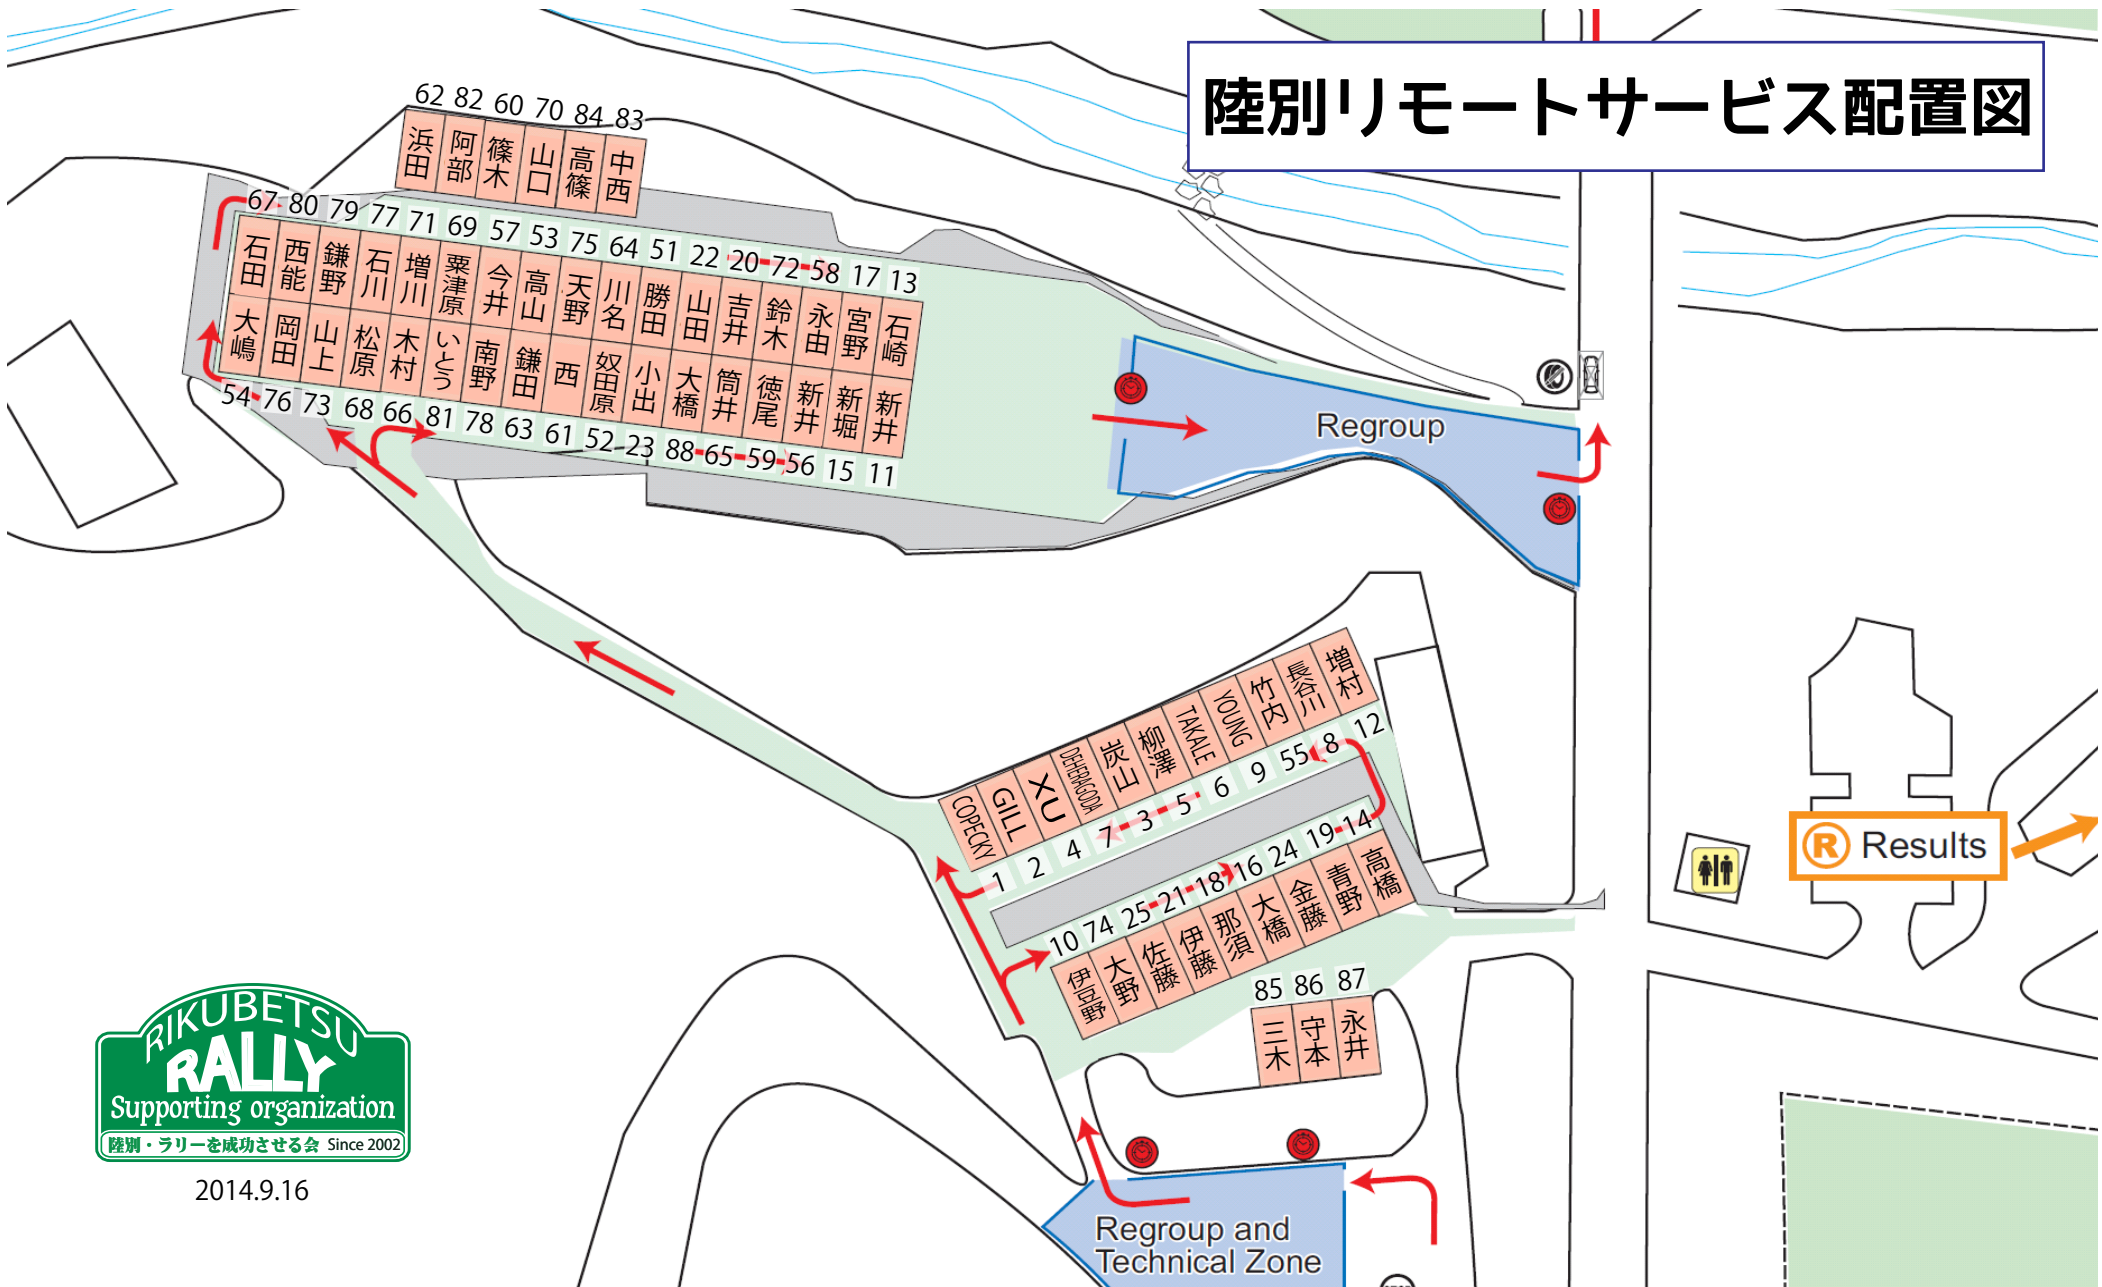 陸別リモートサービス配置図
62 82 60 70 84 83
浜田 阿部 篠木 山口 高篠 中西
67 80 79 77 71 69 57 53 75 64 51 22 20 72 58 17 13
石田 西能 鎌野 石川 増川 粟津原 今井 高山 天野 川名 勝田 山田 吉井 鈴木 永由 宮野 石崎
大嶋 岡田 山上 松原 木村 いとう 南野 鎌田 西 奴田原 小出 大橋 筒井 徳尾 新井 新堀 新井
54 76 73 68 66 81 78 63 61 52 23 88 65 59 56 15 11
Regroup
COPECKY GILL XU DEHERAGODA 炭山 柳澤 TAKALE YOUNG 竹内 長谷川 増村
1 2 4 7 3 5 6 9 55 8 12
10 74 25 21 18 16 24 19 14
伊豆野 大野 佐藤 伊藤 那須 大橋 金藤 青野 高橋
85 86 87
三木 守本 永井
R Results
RIKUBETSU
RALLY
Supporting organization
陸別・ラリーを成功させる会 Since 2002
2014.9.16
Regroup and
Technical Zone